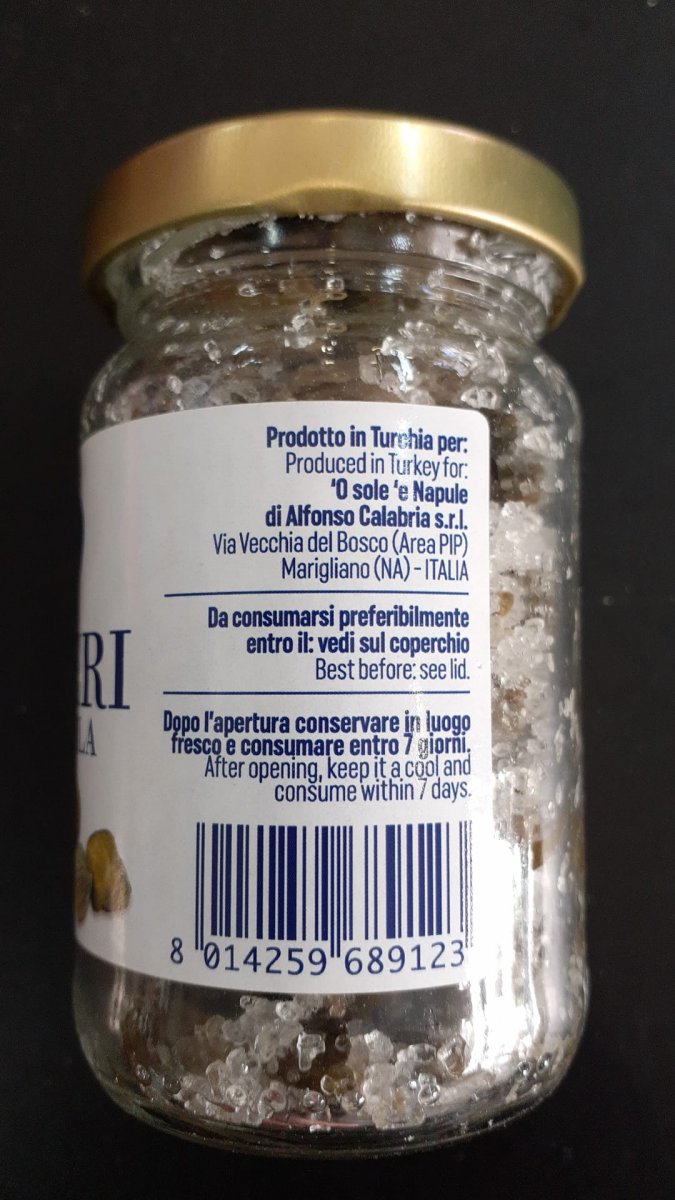 Prodotto in Turchia per:
Produced in Turkey for:
'O sole 'e Napule
di Alfonso Calabria s.r.l.
Via Vecchia del Bosco (Area PIP)
Marigliano (NA) - ITALIA
Da consumarsi preferibilmente
entro il: vedi sul coperchio
Best before: see lid.
RI
LA
Dopo l'apertura conservare in luogo
fresco e consumare entro 7 giorni.
After opening, keep it a cool and
consume within 7 days.
8 014259 689123